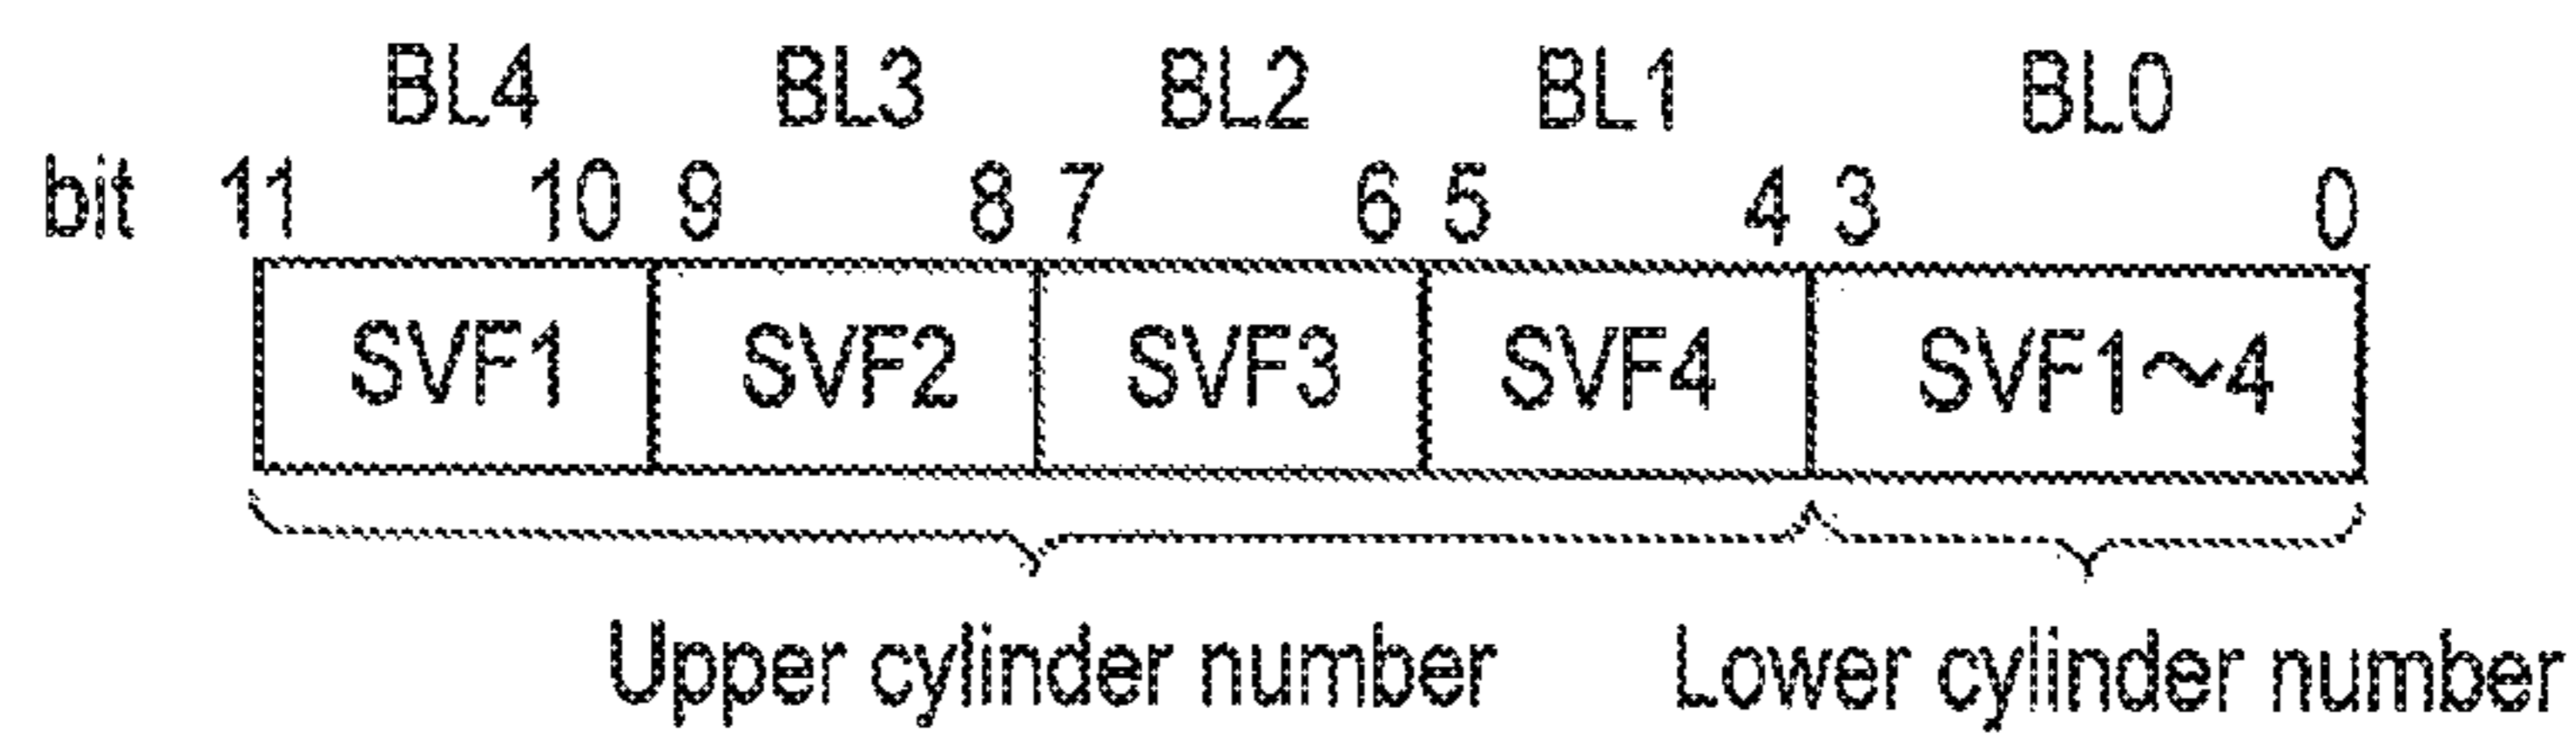 BL4 BL3 BL2 BL1 BL0
bit 11 10 9 8 7 6 5 4 3 0
SVF1 SVF2 SVF3 SVF4 SVF1~4
Upper cylinder number Lower cylinder number